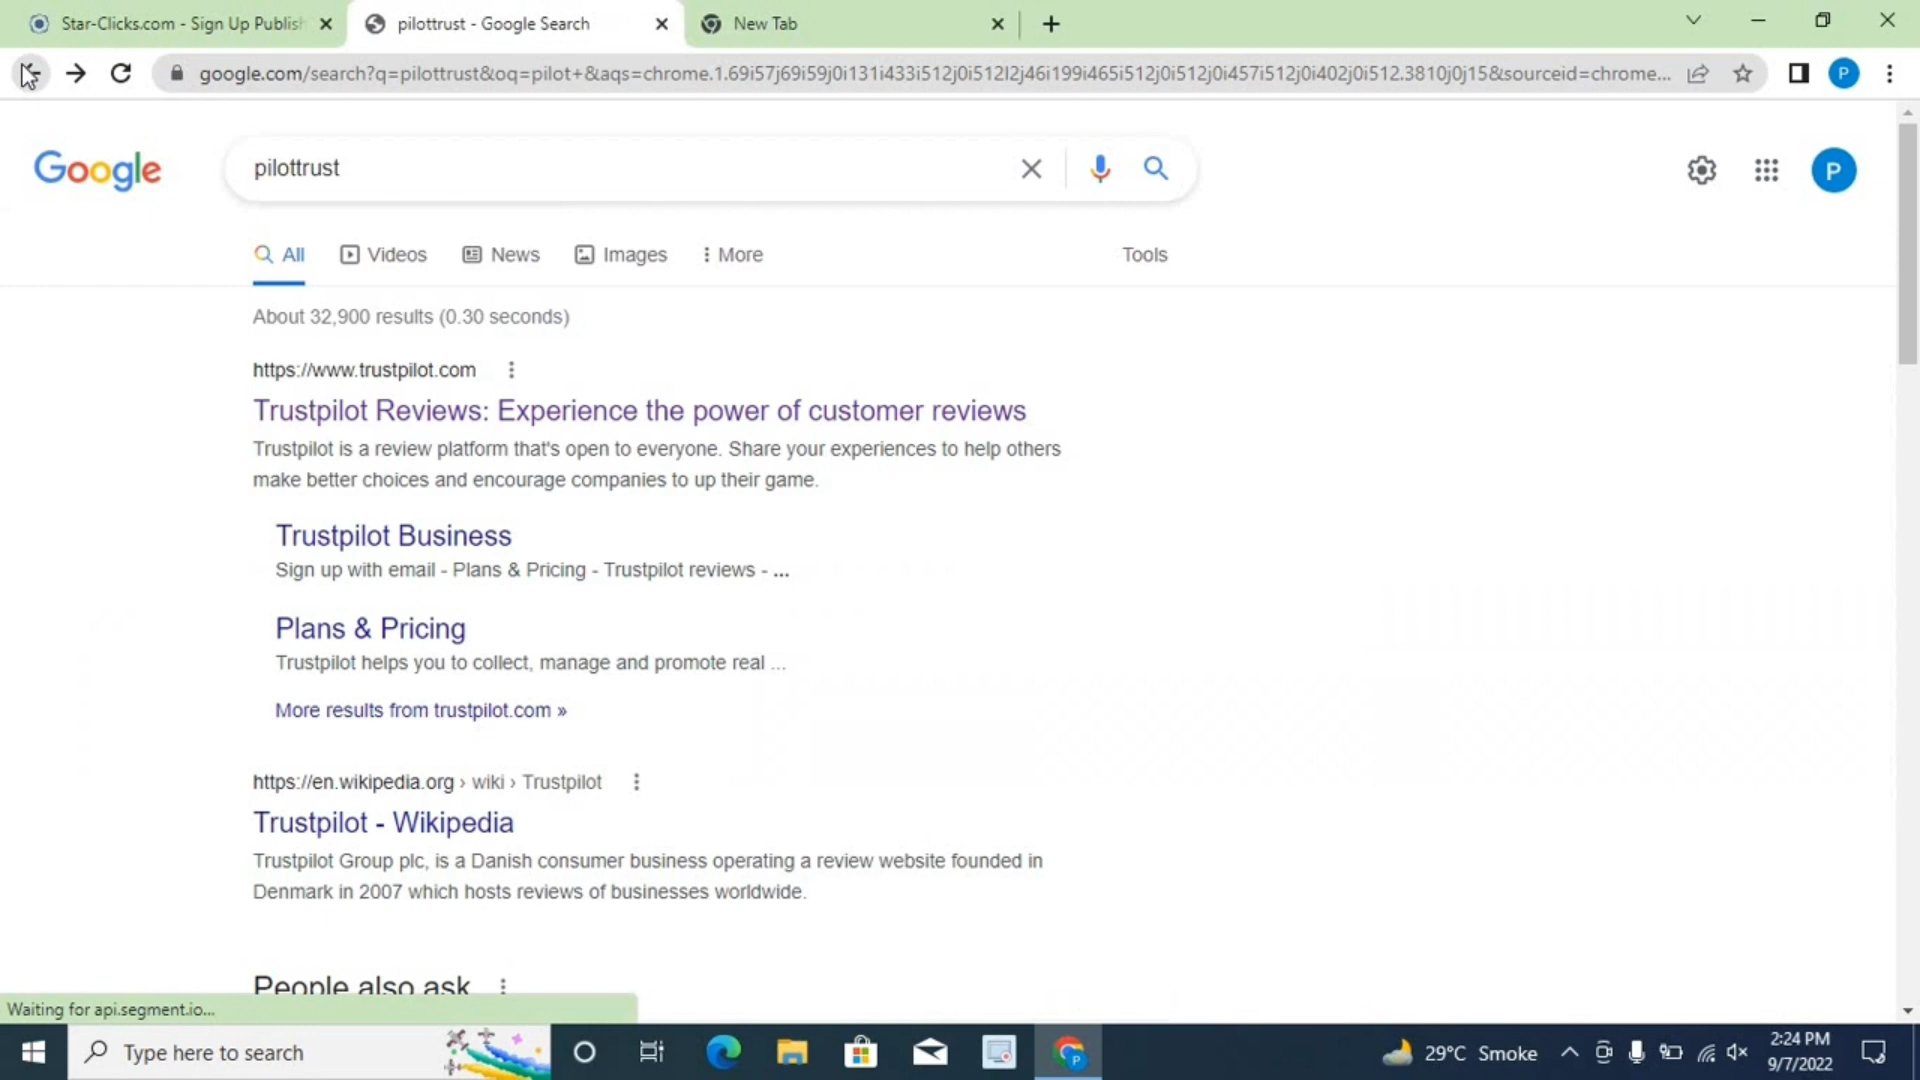 Star-Clicks.com - Sign Up Publish
pilottrust - Google Search
New Tab
google.com/search?q=pilottrust&oq=pilot+&aqs=chrome.1.69i57j69i59j0i131i433i512j0i512l2j46i199i465i512j0i512j0i457i512j0i402j0i512.3810j0j15&sourceid=chrome...
P
Google
pilottrust
P
All
Videos
News
Images
More
Tools
About 32,900 results (0.30 seconds)
https://www.trustpilot.com
Trustpilot Reviews: Experience the power of customer reviews
Trustpilot is a review platform that's open to everyone. Share your experiences to help others
make better choices and encourage companies to up their game.
Trustpilot Business
Sign up with email - Plans & Pricing - Trustpilot reviews - ...
Plans & Pricing
Trustpilot helps you to collect, manage and promote real ...
More results from trustpilot.com »
https://en.wikipedia.org › wiki › Trustpilot
Trustpilot - Wikipedia
Trustpilot Group plc, is a Danish consumer business operating a review website founded in
Denmark in 2007 which hosts reviews of businesses worldwide.
People also ask
Waiting for api.segment.io...
Type here to search
P
29°C Smoke
2:24 PM
9/7/2022